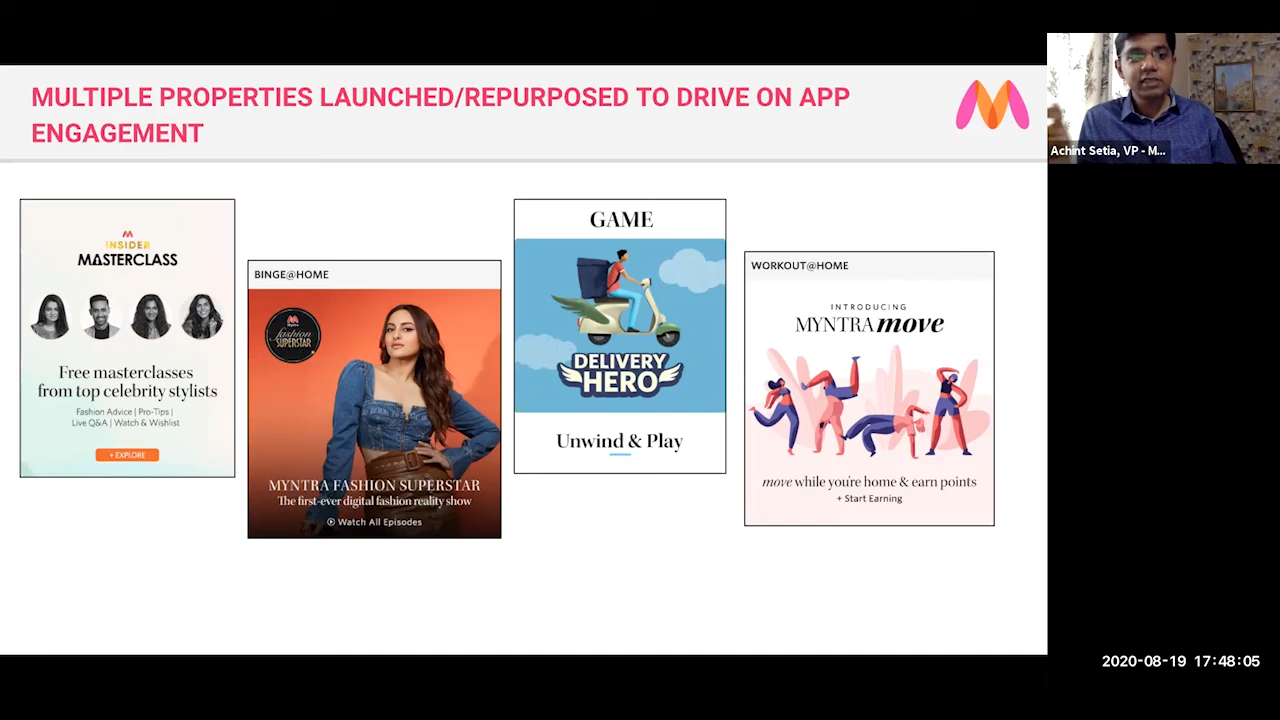 MULTIPLE PROPERTIES LAUNCHED/REPURPOSED TO DRIVE ON APP
ENGAGEMENT
Achint Setia, VP - M...
INSIDER
MASTERCLASS
Free masterclasses
from top celebrity stylists
Fashion Advice | Pro-Tips |
Live Q&A | Watch & Wishlist
+ EXPLORE
BINGE@HOME
Myntra
fashion
SUPERSTAR
MYNTRA FASHION SUPERSTAR
The first-ever digital fashion reality show
Watch All Episodes
GAME
DELIVERY
HERO
Unwind & Play
WORKOUT@HOME
INTRODUCING
MYNTRA move
move while you're home & earn points
+ Start Earning
2020-08-19 17:48:05